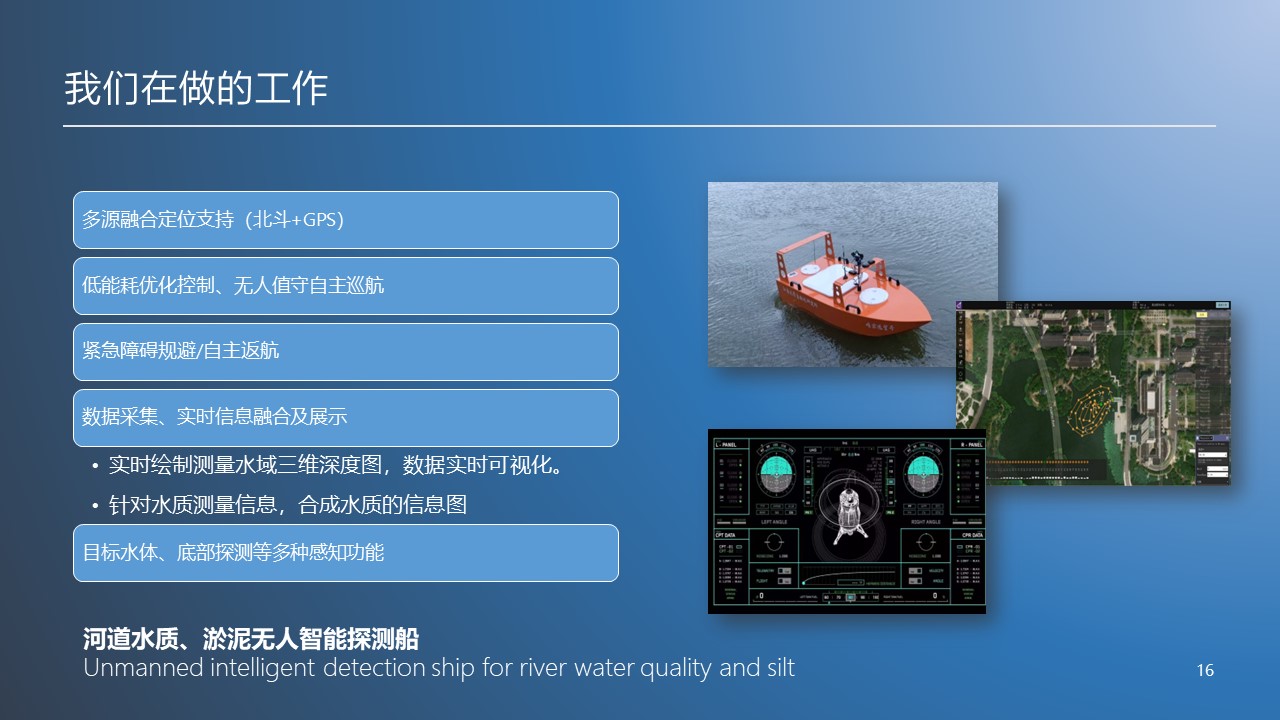 我们在做的工作
多源融合定位支持（北斗+GPS）
低能耗优化控制、无人值守自主巡航
紧急障碍规避/自主返航
数据采集、实时信息融合及展示
• 实时绘制测量水域三维深度图，数据实时可视化。
• 针对水质测量信息，合成水质的信息图
目标水体、底部探测等多种感知功能
L - PANEL
R - PANEL
LEFT ANGLE
RIGHT ANGLE
CPT DATA
CPR DATA
河道水质、淤泥无人智能探测船
Unmanned intelligent detection ship for river water quality and silt
16